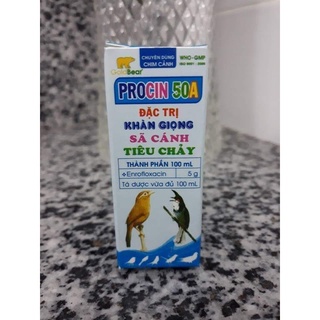 GoldBear
CHUYÊN DÙNG
CHIM CẢNH
WHO-GMP
PROCIN 50A
ĐẶC TRỊ
KHÀN GIỌNG
SÃ CÁNH
TIÊU CHẢY
THÀNH PHẦN 100 mL
+Enrofloxacin 5 g
Tá dược vừa đủ 100 mL